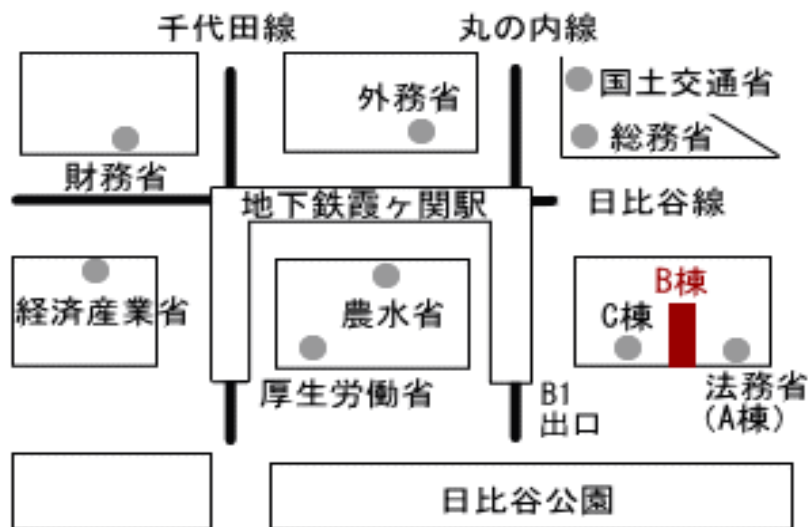 千代田線
丸の内線
外務省
国土交通省
総務省
財務省
地下鉄霞ヶ関駅
日比谷線
B棟
経済産業省
農水省
C棟
厚生労働省
B1
出口
法務省
(A棟)
日比谷公園